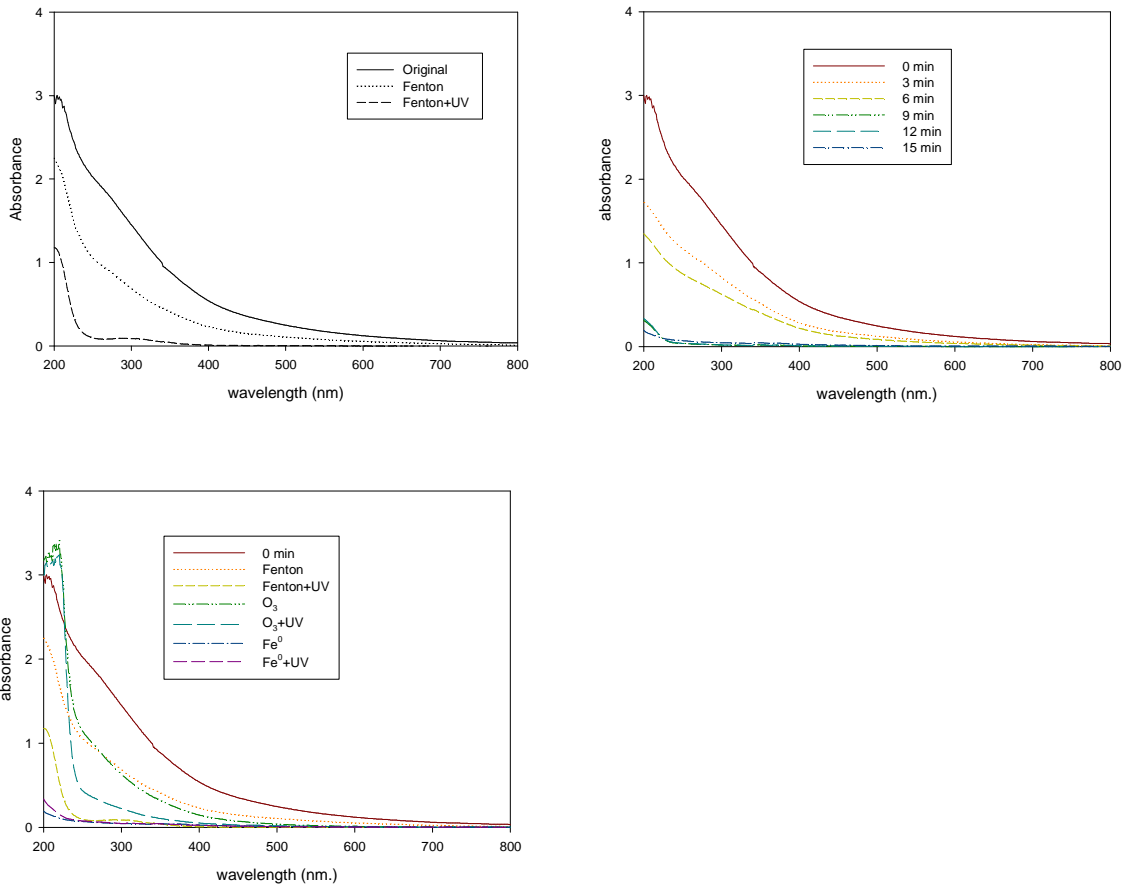 4
3
2
1
0
Absorbance
200 300 400 500 600 700 800
wavelength (nm)
Original
Fenton
Fenton+UV
4
3
2
1
0
absorbance
200 300 400 500 600 700 800
wavelength (nm.)
0 min
3 min
6 min
9 min
12 min
15 min
4
3
2
1
0
absorbance
200 300 400 500 600 700 800
wavelength (nm.)
0 min
Fenton
Fenton+UV
O3
O3+UV
Fe0
Fe0+UV